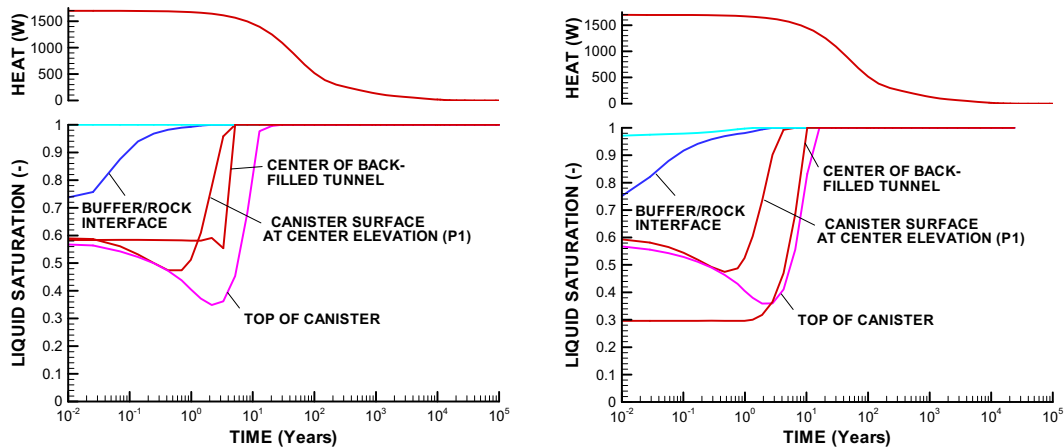 HEAT (W)
1500
1000
500
0
LIQUID SATURATION (-)
1
0.9
0.8
0.7
0.6
0.5
0.4
0.3
0.2
0.1
0
BUFFER/ROCK
INTERFACE
CENTER OF BACK-
FILLED TUNNEL
CANISTER SURFACE
AT CENTER ELEVATION (P1)
TOP OF CANISTER
10-2 10-1 100 101 102 103 104 105
TIME (Years)
HEAT (W)
1500
1000
500
0
LIQUID SATURATION (-)
1
0.9
0.8
0.7
0.6
0.5
0.4
0.3
0.2
0.1
0
CENTER OF BACK-
FILLED TUNNEL
BUFFER/ROCK
INTERFACE
CANISTER SURFACE
AT CENTER ELEVATION (P1)
TOP OF CANISTER
10-2 10-1 100 101 102 103 104 105
TIME (Years)